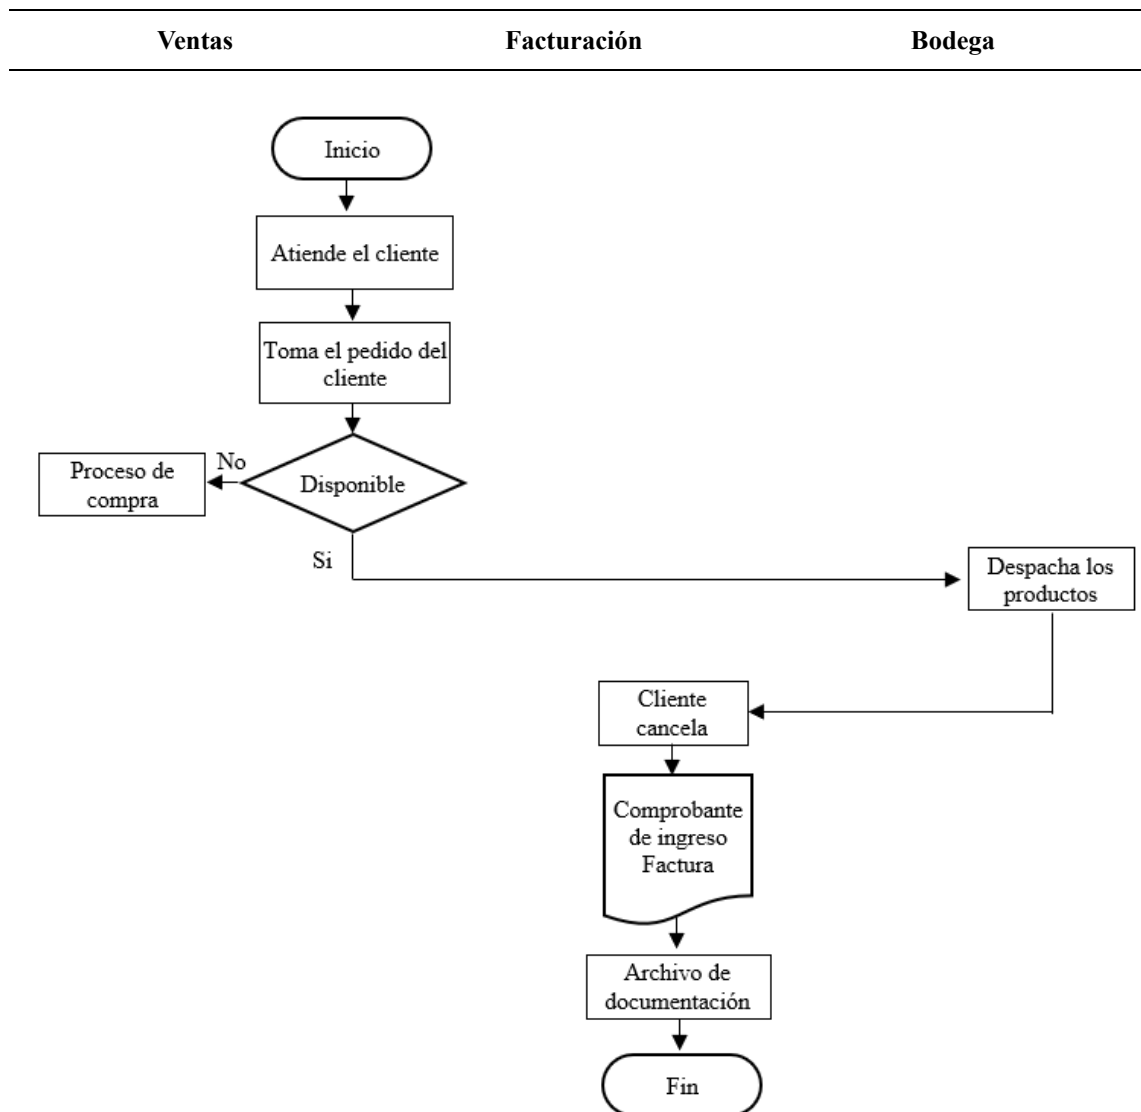 Ventas Facturación Bodega
Inicio
Atiende el cliente
Toma el pedido del
cliente
No
Proceso de
compra
Disponible
Si
Despacha los
productos
Cliente
cancela
Comprobante
de ingreso
Factura
Archivo de
documentación
Fin